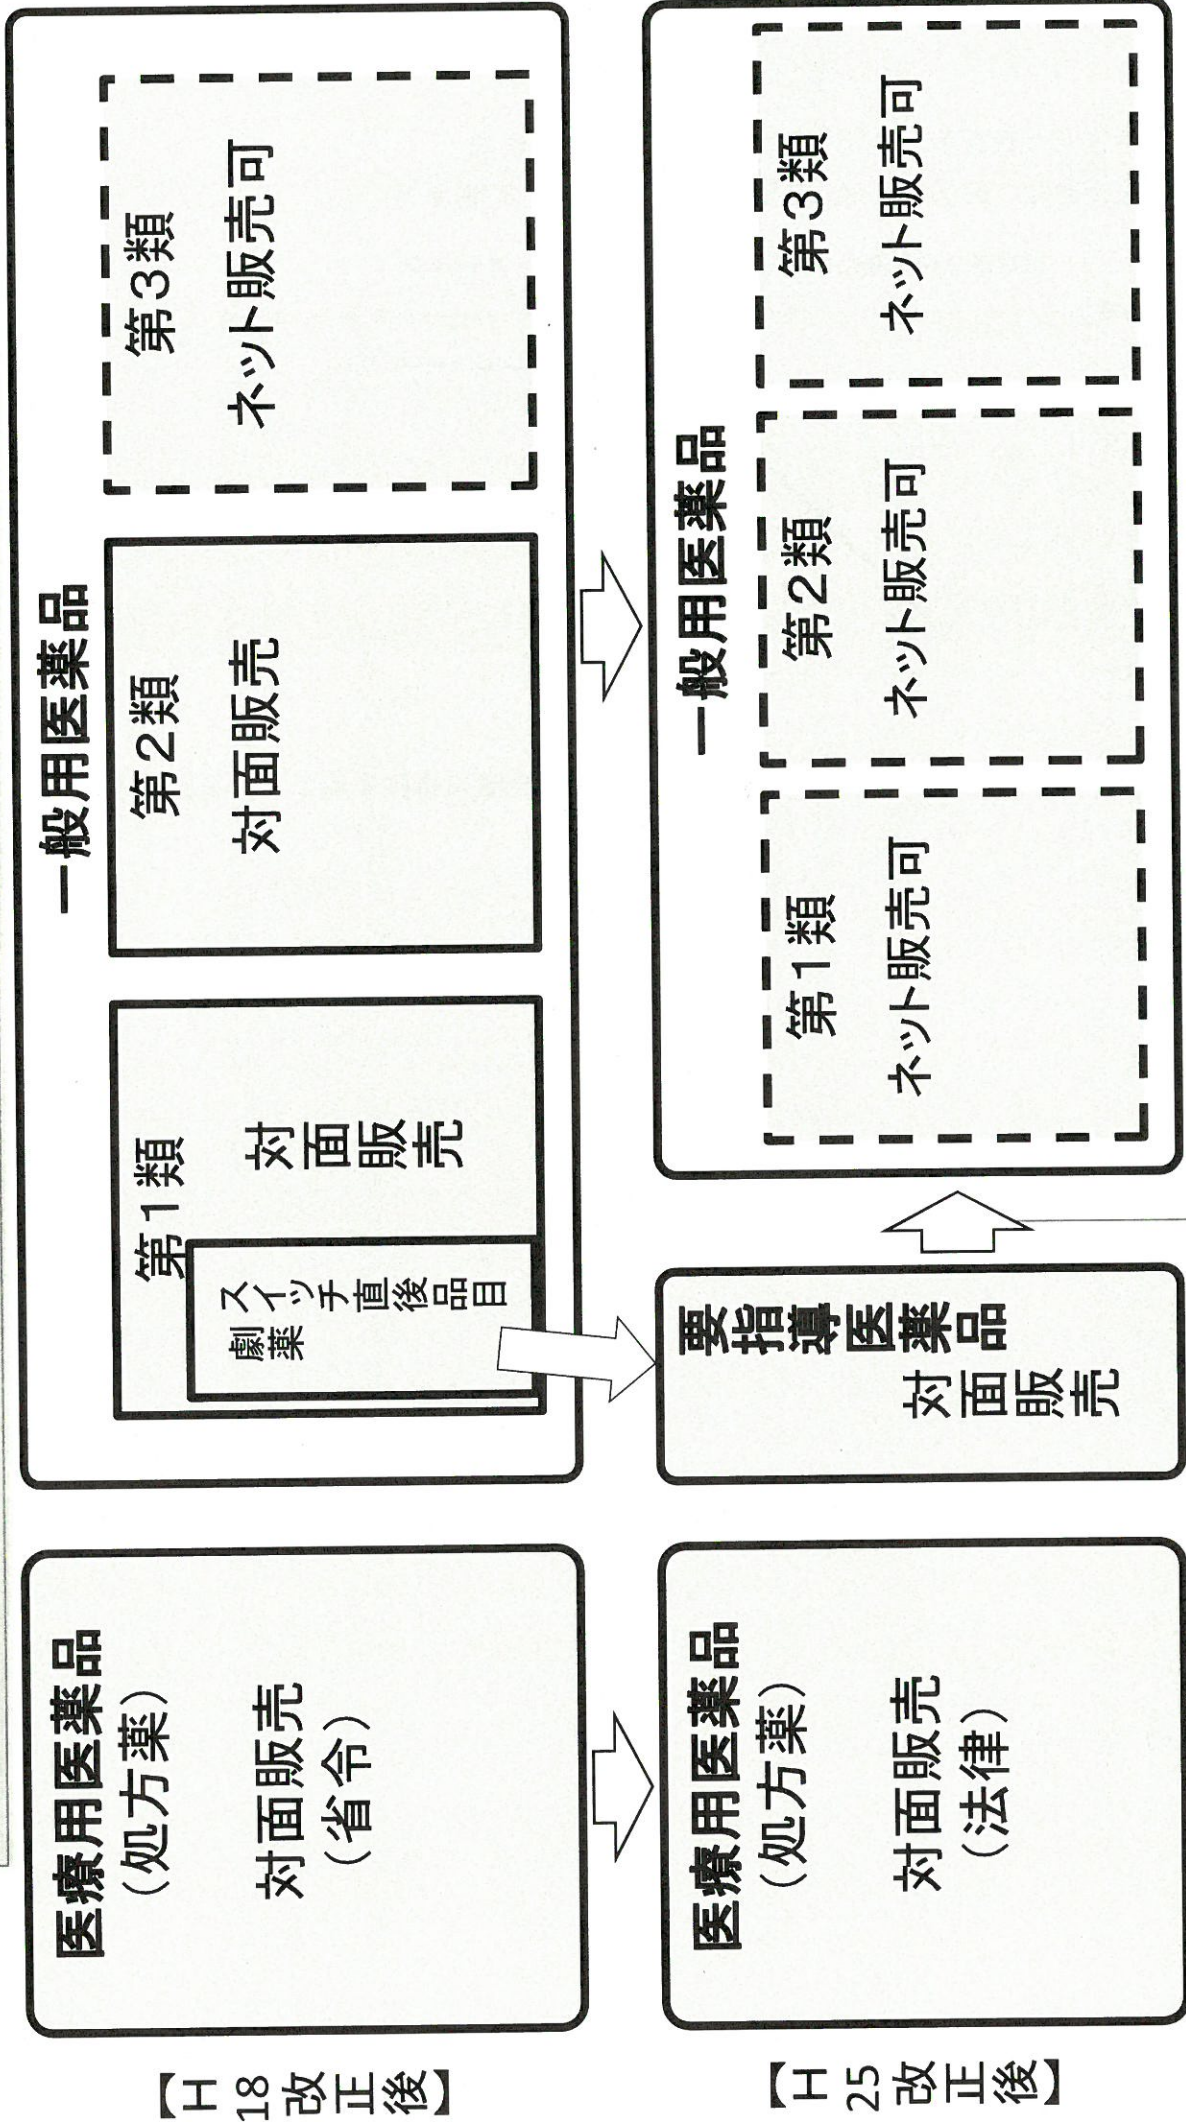 【H18改正後】
医療用医薬品
（処方薬）
対面販売
（省令）
一般用医薬品
第1類
劇薬
スイッチ直後品目
対面販売
第2類
対面販売
第3類
ネット販売可
【H25改正後】
医療用医薬品
（処方薬）
対面販売
（法律）
要指導医薬品
対面販売
一般用医薬品
第1類
ネット販売可
第2類
ネット販売可
第3類
ネット販売可